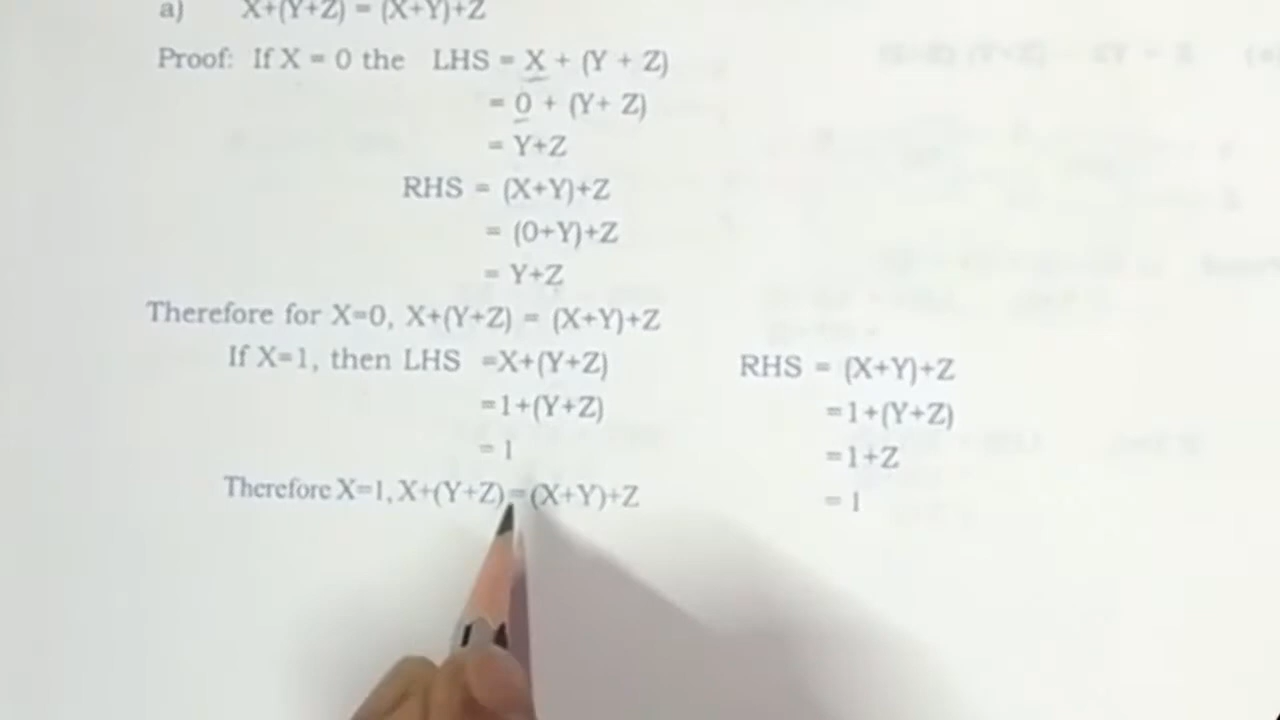 a) X+(Y+Z) = (X+Y)+Z
Proof: If X = 0 the LHS = X + (Y + Z)
= 0 + (Y+ Z)
= Y+Z
RHS = (X+Y)+Z
= (0+Y)+Z
= Y+Z
Therefore for X=0, X+(Y+Z) = (X+Y)+Z
If X=1, then LHS =X+(Y+Z)
=1+(Y+Z)
= 1
Therefore X=1, X+(Y+Z)=(X+Y)+Z
RHS = (X+Y)+Z
=1+(Y+Z)
=1+Z
= 1